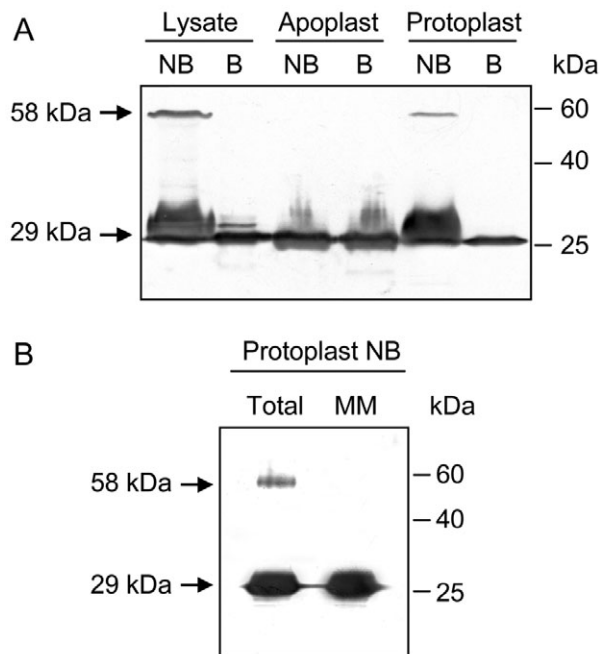 A
Lysate Apoplast Protoplast
NB B NB B NB B kDa
58 kDa 60
40
29 kDa 25
B
Protoplast NB
Total MM kDa
58 kDa 60
40
29 kDa 25